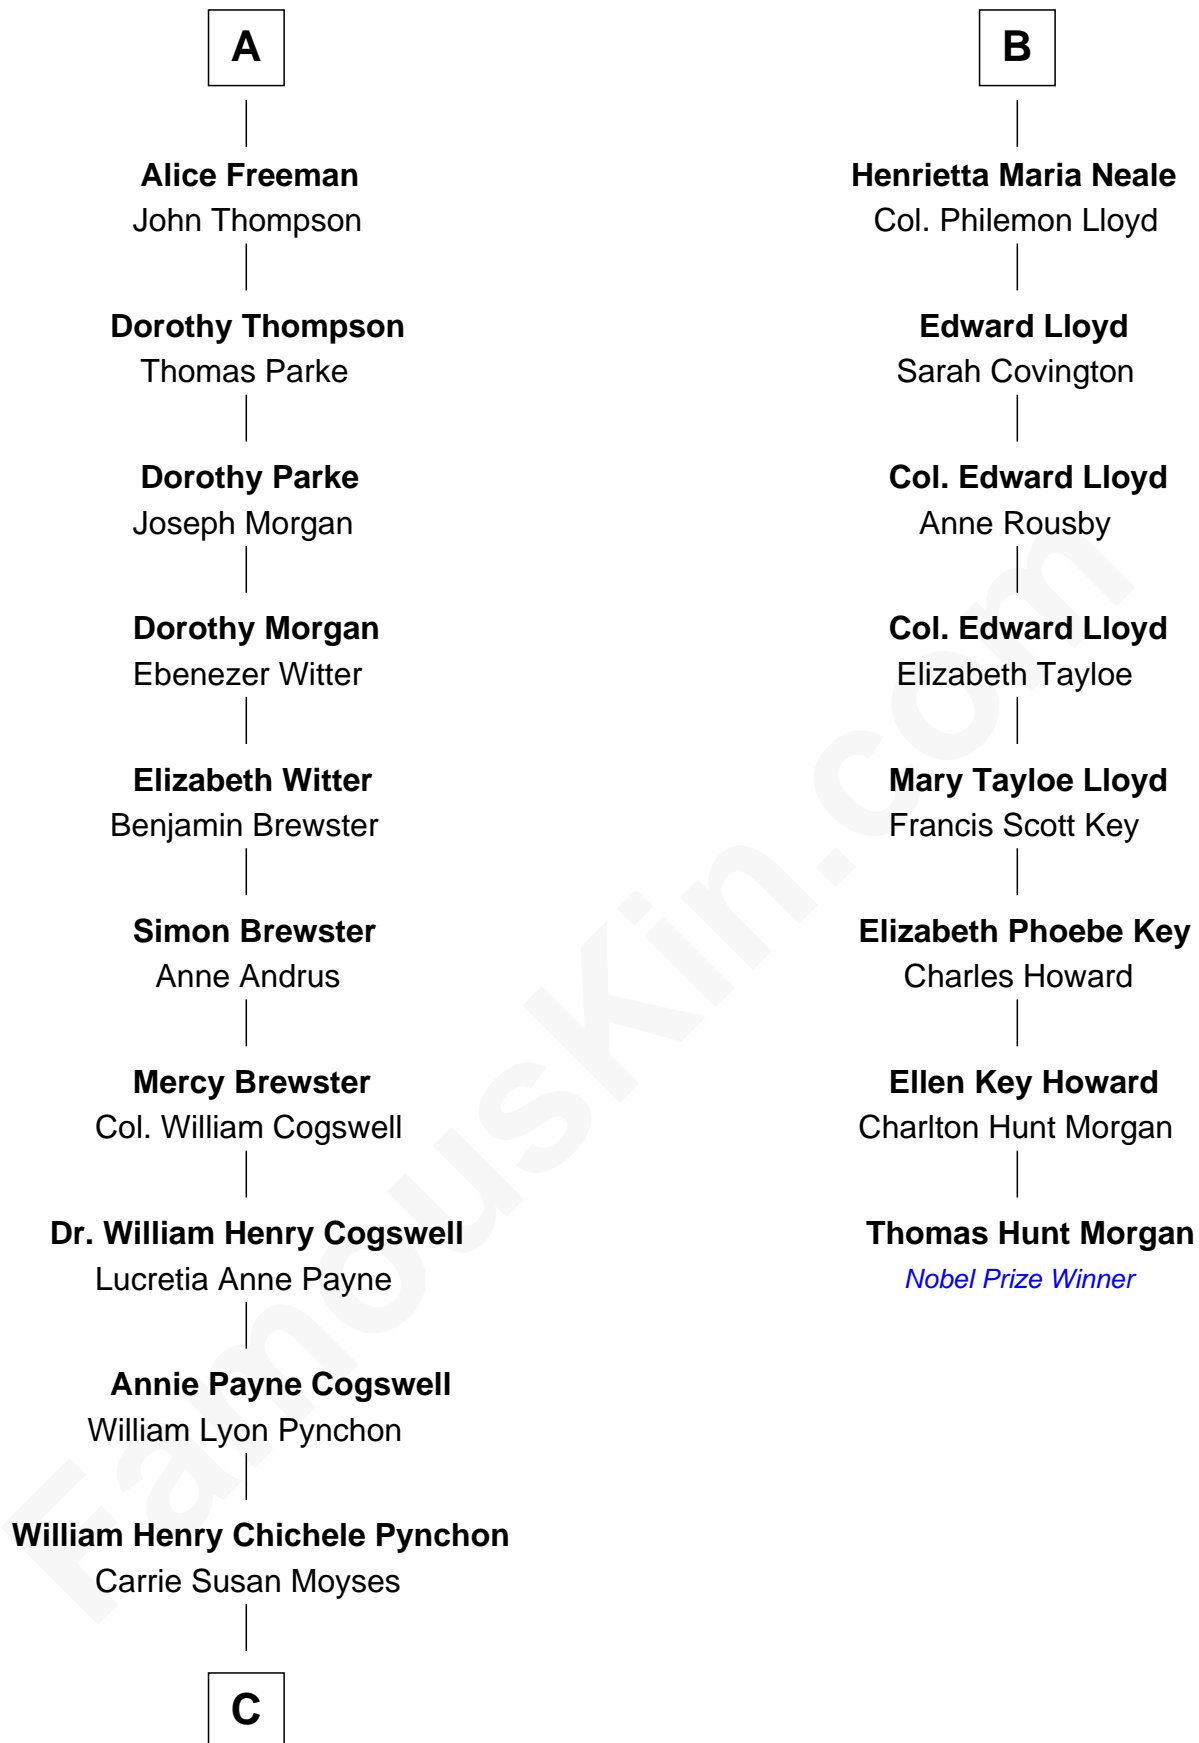 A
Alice Freeman
John Thompson
Dorothy Thompson
Thomas Parke
Dorothy Parke
Joseph Morgan
Dorothy Morgan
Ebenezer Witter
Elizabeth Witter
Benjamin Brewster
Simon Brewster
Anne Andrus
Mercy Brewster
Col. William Cogswell
Dr. William Henry Cogswell
Lucretia Anne Payne
Annie Payne Cogswell
William Lyon Pynchon
William Henry Chichele Pynchon
Carrie Susan Moyses
C
B
Henrietta Maria Neale
Col. Philemon Lloyd
Edward Lloyd
Sarah Covington
Col. Edward Lloyd
Anne Rousby
Col. Edward Lloyd
Elizabeth Tayloe
Mary Tayloe Lloyd
Francis Scott Key
Elizabeth Phoebe Key
Charles Howard
Ellen Key Howard
Charlton Hunt Morgan
Thomas Hunt Morgan
Nobel Prize Winner
FamousKin.com